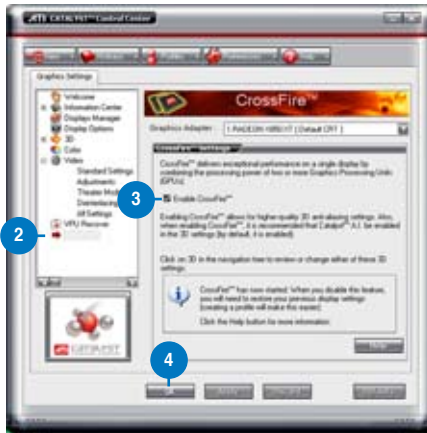 ATI CATALYST™ Control Center
View
Profiles
Preferences
Help
Graphics Settings
Welcome
Information Center
Displays Manager
Display Options
3D
Color
Video
Standard Settings
Adjustments
Theater Mode
Deinterlacing
All Settings
VPU Recover
2
CATALYST
CrossFire™
Graphics Adapter:
CrossFire™ Settings
CrossFire™ delivers exceptional performance on a single display by
combining the processing power of two or more Graphics Processing Units
(GPUs).
3
Enable CrossFire™
Enabling CrossFire™ allows for higher-quality 3D anti-aliasing settings. Also,
when enabling CrossFire™, it is recommended that Catalyst™ A.I. be enabled
in the 3D settings (by default, it is enabled).
Click on 3D in the navigation tree to review or change either of these 3D
settings.
CrossFire™ has now started. When you disable this feature,
you will need to restore your previous display settings
(creating a profile will make this easier).
Click the Help button for more information.
4
OK
Apply